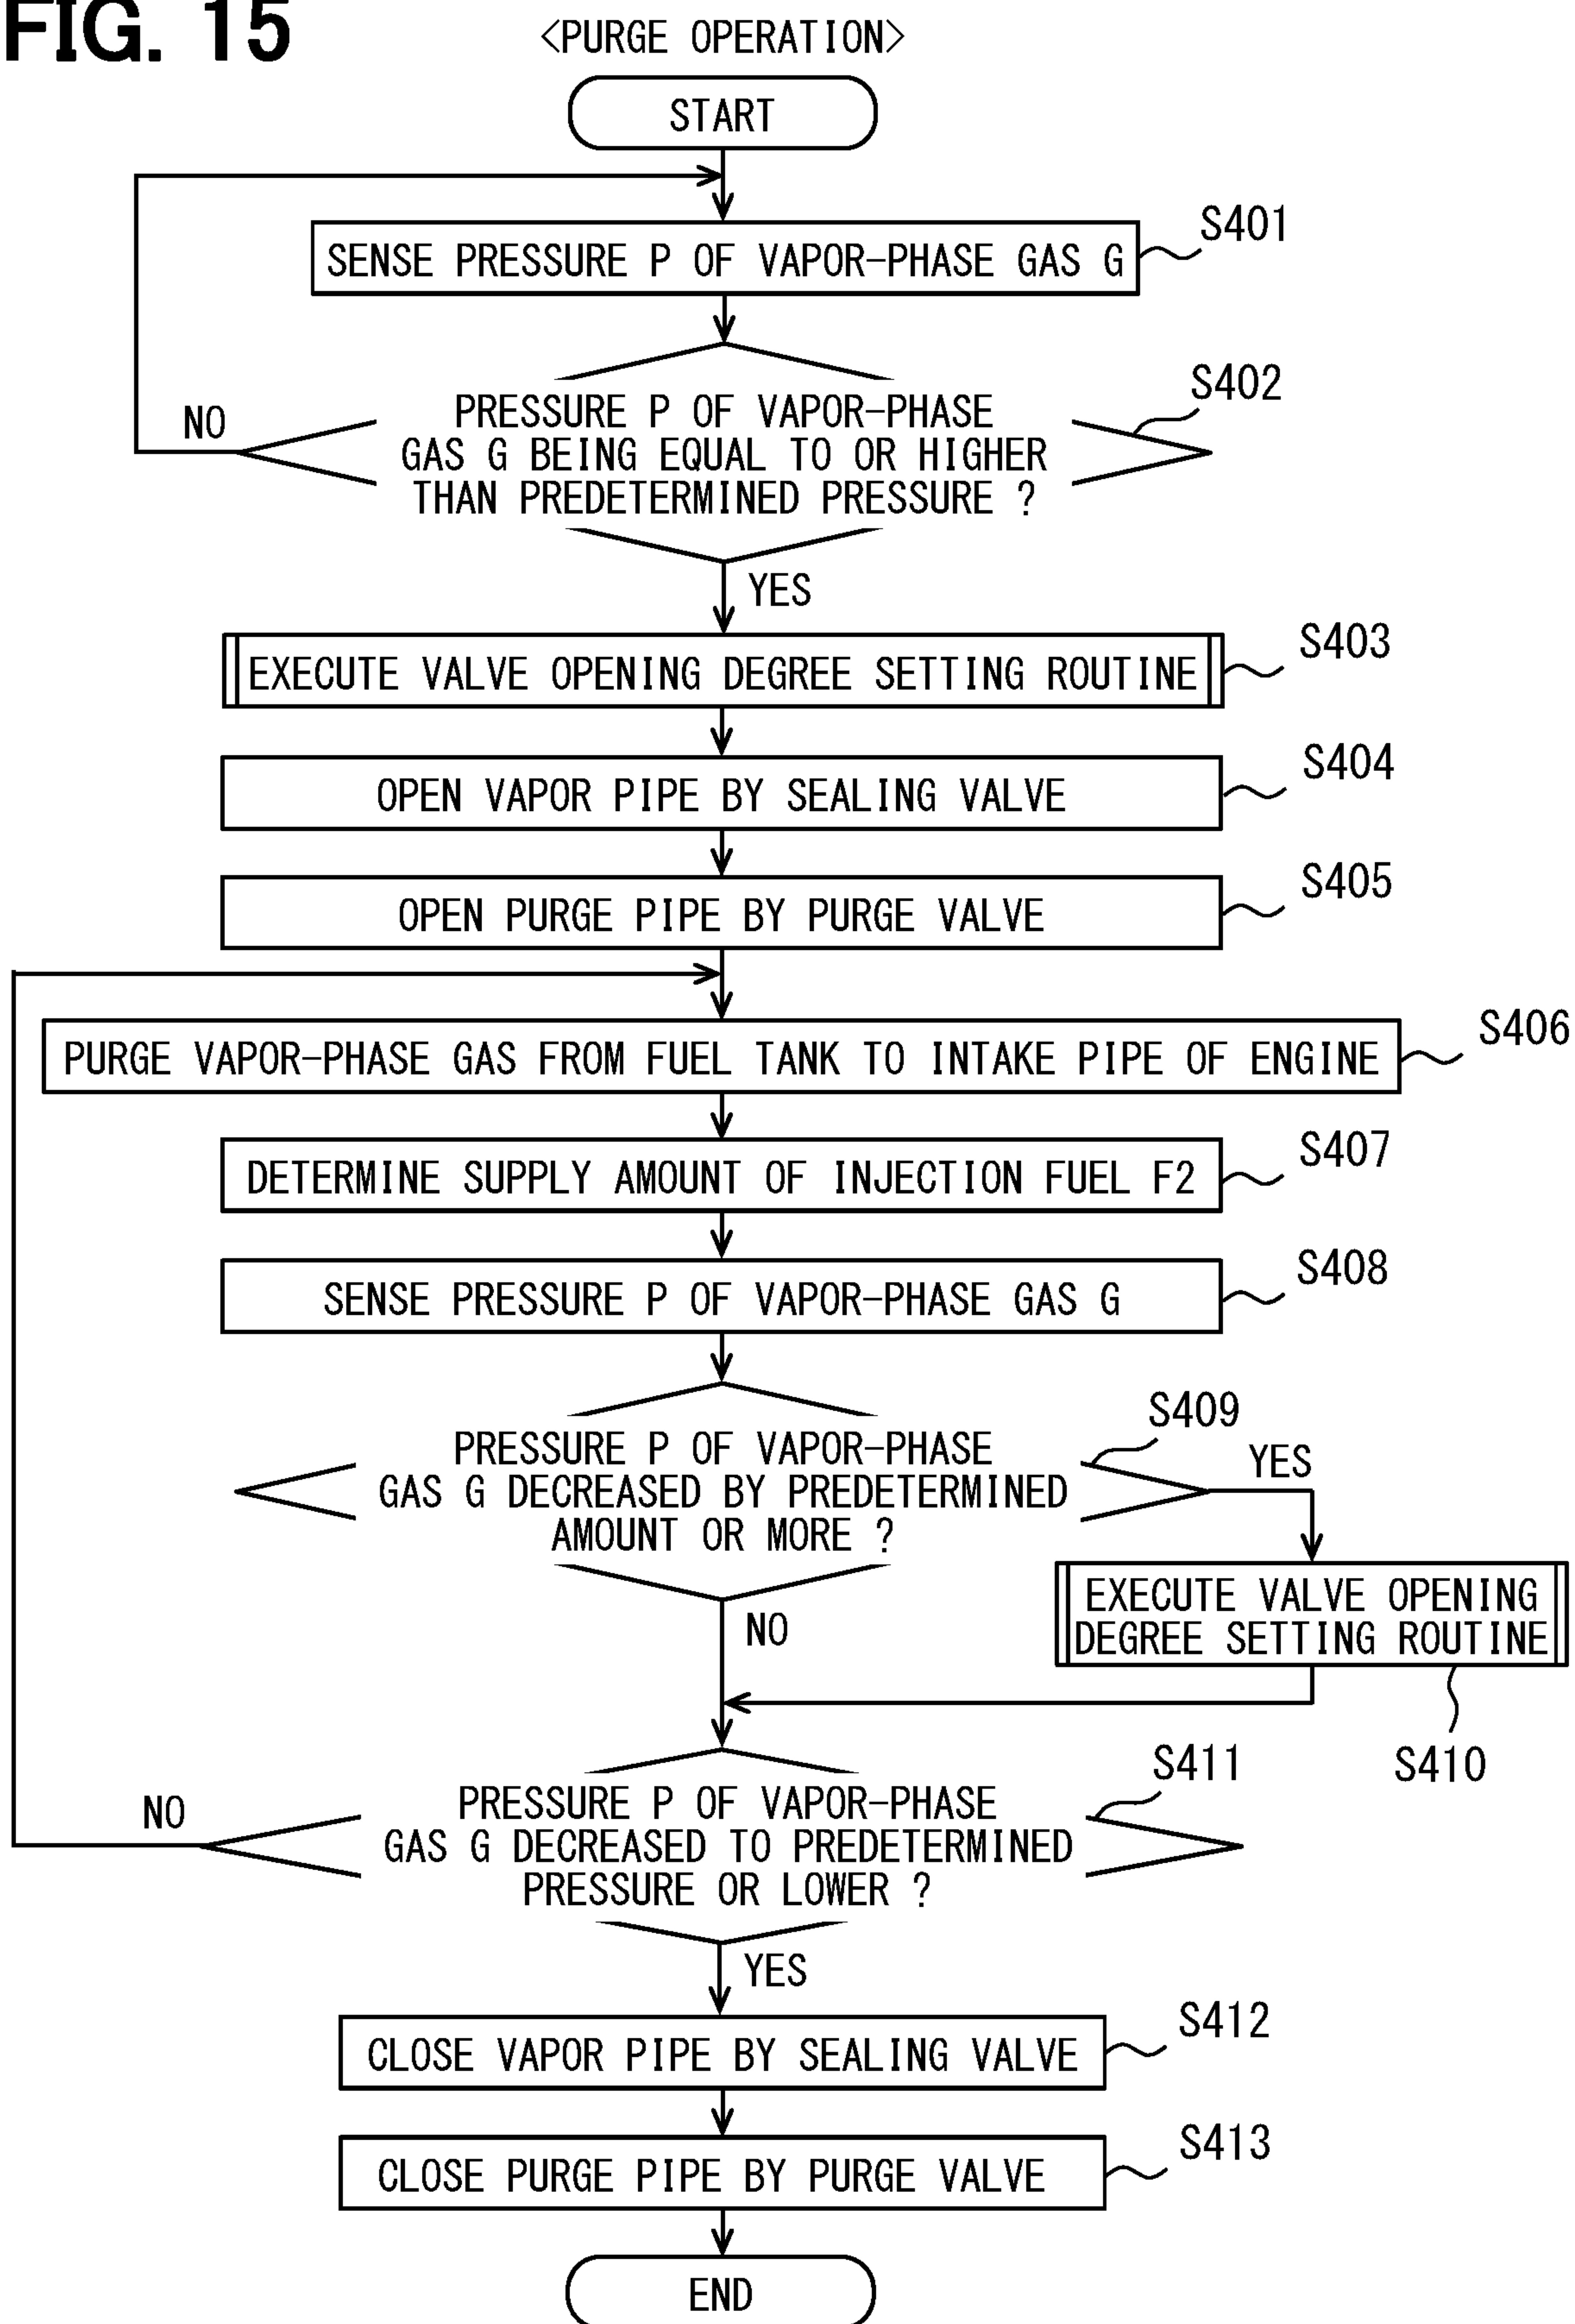 FIG. 15
<PURGE OPERATION>
START
SENSE PRESSURE P OF VAPOR-PHASE GAS G
S401
PRESSURE P OF VAPOR-PHASE
GAS G BEING EQUAL TO OR HIGHER
THAN PREDETERMINED PRESSURE ?
S402
NO
YES
EXECUTE VALVE OPENING DEGREE SETTING ROUTINE
S403
OPEN VAPOR PIPE BY SEALING VALVE
S404
OPEN PURGE PIPE BY PURGE VALVE
S405
PURGE VAPOR-PHASE GAS FROM FUEL TANK TO INTAKE PIPE OF ENGINE
S406
DETERMINE SUPPLY AMOUNT OF INJECTION FUEL F2
S407
SENSE PRESSURE P OF VAPOR-PHASE GAS G
S408
PRESSURE P OF VAPOR-PHASE
GAS G DECREASED BY PREDETERMINED
AMOUNT OR MORE ?
S409
YES
NO
EXECUTE VALVE OPENING
DEGREE SETTING ROUTINE
S410
PRESSURE P OF VAPOR-PHASE
GAS G DECREASED TO PREDETERMINED
PRESSURE OR LOWER ?
S411
NO
YES
CLOSE VAPOR PIPE BY SEALING VALVE
S412
CLOSE PURGE PIPE BY PURGE VALVE
S413
END